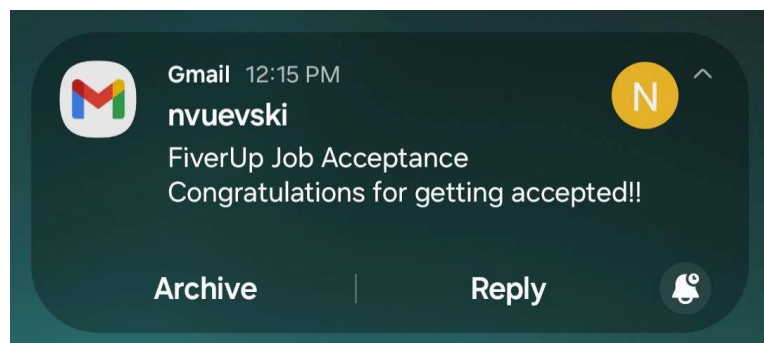 Gmail 12:15 PM
N
nvuevski
FiverUp Job Acceptance
Congratulations for getting accepted!!
Archive
Reply